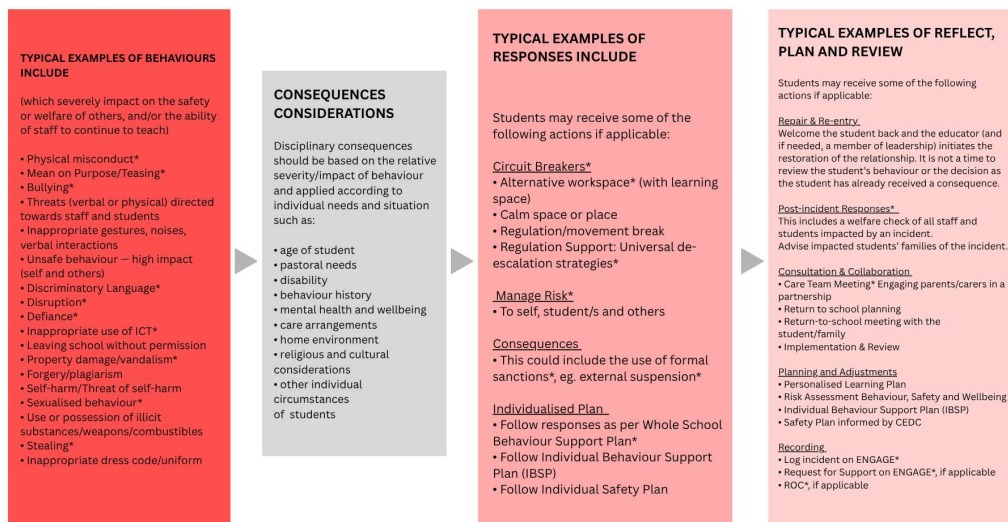 TYPICAL EXAMPLES OF BEHAVIOURS
INCLUDE
(which severely impact on the safety
or welfare of others, and/or the ability
of staff to continue to teach)
• Physical misconduct*
• Mean on Purpose/Teasing*
• Bullying*
• Threats (verbal or physical) directed
towards staff and students
• Inappropriate gestures, noises,
verbal interactions
• Unsafe behaviour – high impact
(self and others)
• Discriminatory Language*
• Disruption*
• Defiance*
• Inappropriate use of ICT*
• Leaving school without permission
• Property damage/vandalism*
• Forgery/plagiarism
• Self-harm/Threat of self-harm
• Sexualised behaviour*
• Use or possession of illicit
substances/weapons/combustibles
• Stealing*
• Inappropriate dress code/uniform
CONSEQUENCES
CONSIDERATIONS
Disciplinary consequences
should be based on the relative
severity/impact of behaviour
and applied according to
individual needs and situation
such as:
• age of student
• pastoral needs
• disability
• behaviour history
• mental health and wellbeing
• care arrangements
• home environment
• religious and cultural
considerations
• other individual
circumstances
of students
TYPICAL EXAMPLES OF
RESPONSES INCLUDE
Students may receive some of the
following actions if applicable:
Circuit Breakers*
• Alternative workspace* (with learning
space)
• Calm space or place
• Regulation/movement break
• Regulation Support: Universal de-
escalation strategies*
Manage Risk*
• To self, student/s and others
Consequences
• This could include the use of formal
sanctions*, eg. external suspension*
Individualised Plan
• Follow responses as per Whole School
Behaviour Support Plan*
• Follow Individual Behaviour Support
Plan (IBSP)
• Follow Individual Safety Plan
TYPICAL EXAMPLES OF REFLECT,
PLAN AND REVIEW
Students may receive some of the following
actions if applicable:
Repair & Re-entry
Welcome the student back and the educator (and
if needed, a member of leadership) initiates the
restoration of the relationship. It is not a time to
review the student's behaviour or the decision as
the student has already received a consequence.
Post-incident Responses*
This includes a welfare check of all staff and
students impacted by an incident.
Advise impacted students' families of the incident.
Consultation & Collaboration
• Care Team Meeting* Engaging parents/carers in a
partnership
• Return to school planning
• Return-to-school meeting with the
student/family
• Implementation & Review
Planning and Adjustments
• Personalised Learning Plan
• Risk Assessment Behaviour, Safety and Wellbeing
• Individual Behaviour Support Plan (IBSP)
• Safety Plan informed by CEDC
Recording
• Log incident on ENGAGE*
• Request for Support on ENGAGE*, if applicable
• ROC*, if applicable